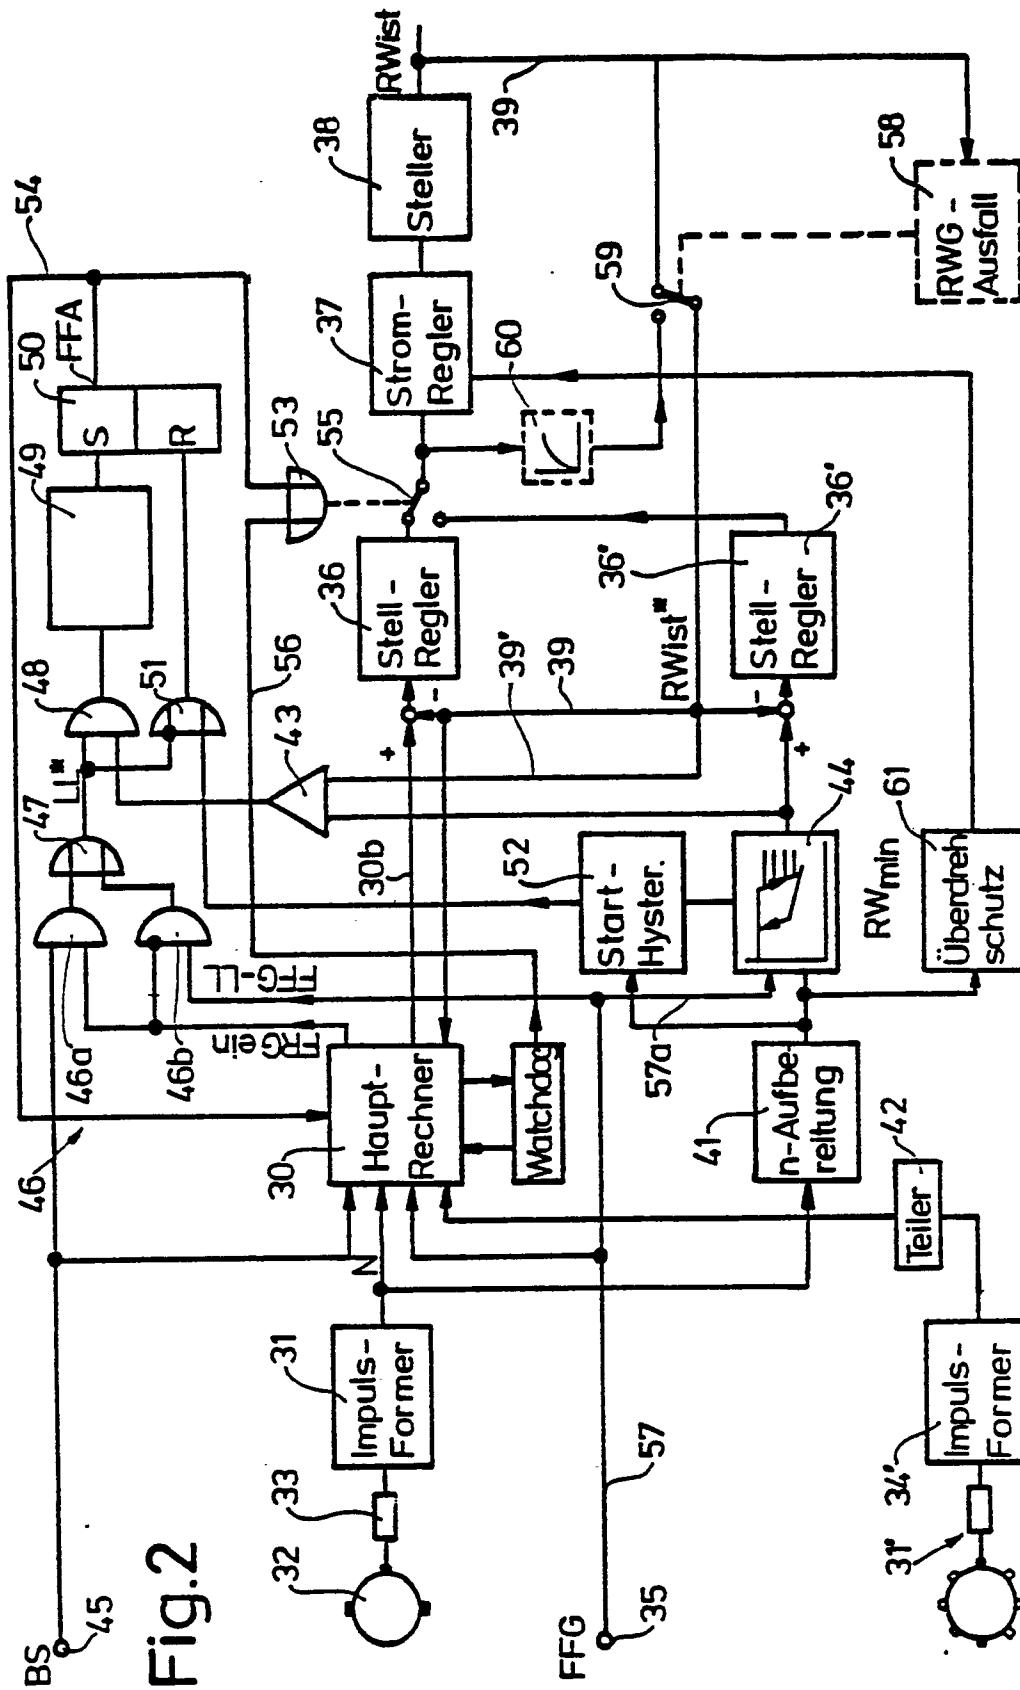 Fig.2
BS
45
46
46a
46b
47
LL*
48
51
49
50
S
R
FFA
54
FRG ein
FFG-LL
56
43
53
55
32
33
31
Impuls-
Former
N
30
Haupt-
Rechner
Watchdog
30b
+
-
39'
39
36
Stell-
Regler
37
Strom-
Regler
38
Steller
RWist
39
60
59
58
RWG-
Ausfall
FFG
35
57
57a
52
Start-
Hyster.
44
+
-
RWist*
36'
Stell-
Regler
36'
41
n-Aufbe-
reitung
42
Teiler
RWmin
61
Überdreh
schutz
31'
34'
Impuls-
Former